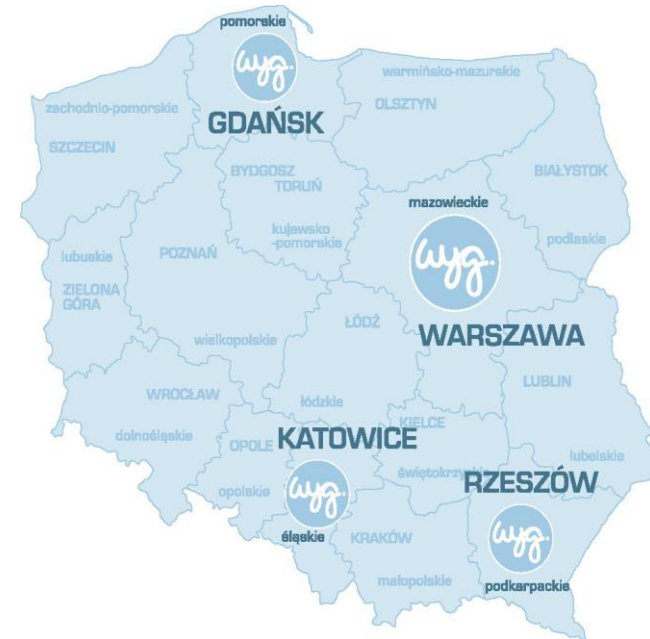 pomorskie
wyg.
GDAŃSK
warmińsko-mazurskie
OLSZTYN
zachodnio-pomorskie
SZCZECIN
BYDGOSZ
TORUŃ
BIAŁYSTOK
mazowieckie
kujawsko
-pomorskie
podlaskie
lubuskie
POZNAŃ
wyg.
ZIELONA
GÓRA
ŁÓDŹ
WARSZAWA
wielkopolskie
LUBLIN
WROCŁAW
łódzkie
dolnośląskie
OPOLE
KATOWICE
KIELCE
lubelskie
opolskie
wyg.
świętokrzyskie
RZESZÓW
śląskie
KRAKÓW
wyg.
małopolskie
podkarpackie